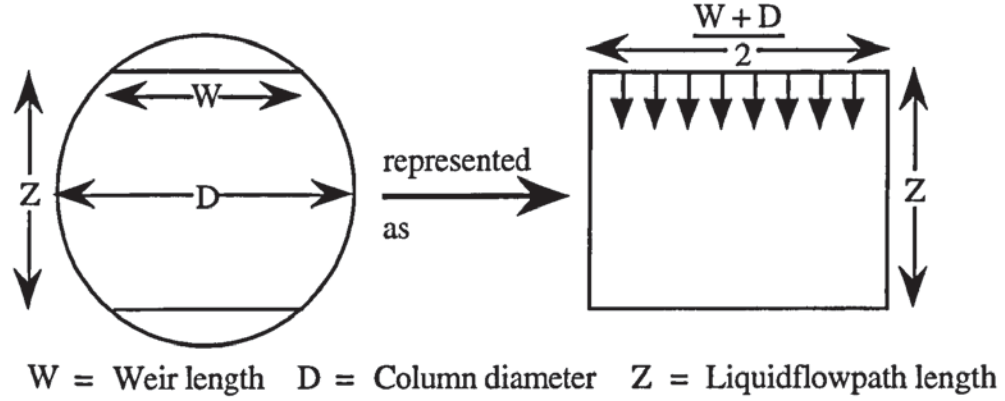 W + D
2
W
Z
D
represented
as
Z
W = Weir length D = Column diameter Z = Liquidflowpath length